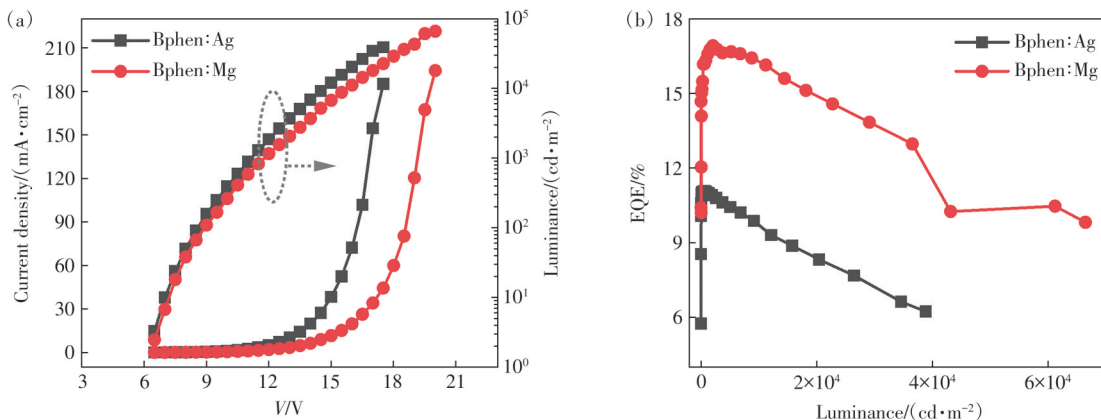 (a)
Current density/(mA·cm⁻²)
210
180
150
120
90
60
30
0
Bphen：Ag
Bphen：Mg
10⁵
10⁴
10³
10²
10¹
10⁰
Luminance/(cd·m⁻²)
3 6 9 12 15 18 21
V/V
(b)
EQE/%
18
15
12
9
6
Bphen：Ag
Bphen：Mg
0 2×10⁴ 4×10⁴ 6×10⁴
Luminance/(cd·m⁻²)